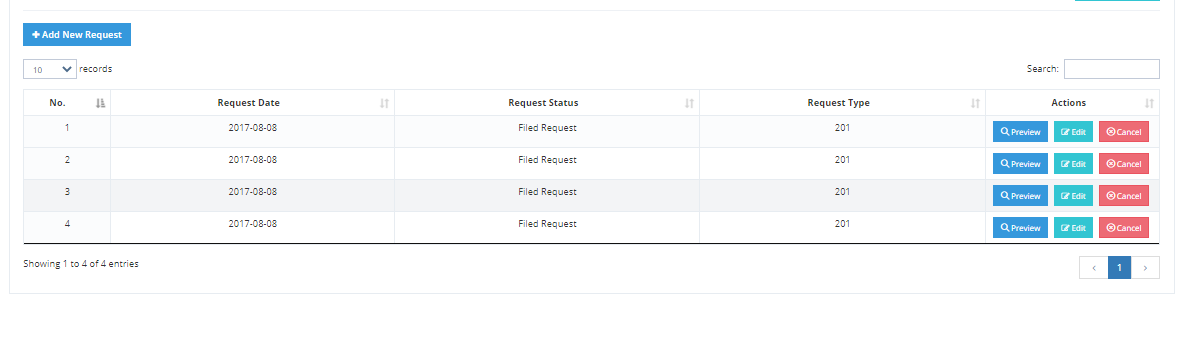 Add New Request
10 records Search:
No. Request Date Request Status Request Type Actions
1 2017-08-08 Filed Request 201 Preview Edit Cancel
2 2017-08-08 Filed Request 201 Preview Edit Cancel
3 2017-08-08 Filed Request 201 Preview Edit Cancel
4 2017-08-08 Filed Request 201 Preview Edit Cancel
Showing 1 to 4 of 4 entries ‹ 1 ›